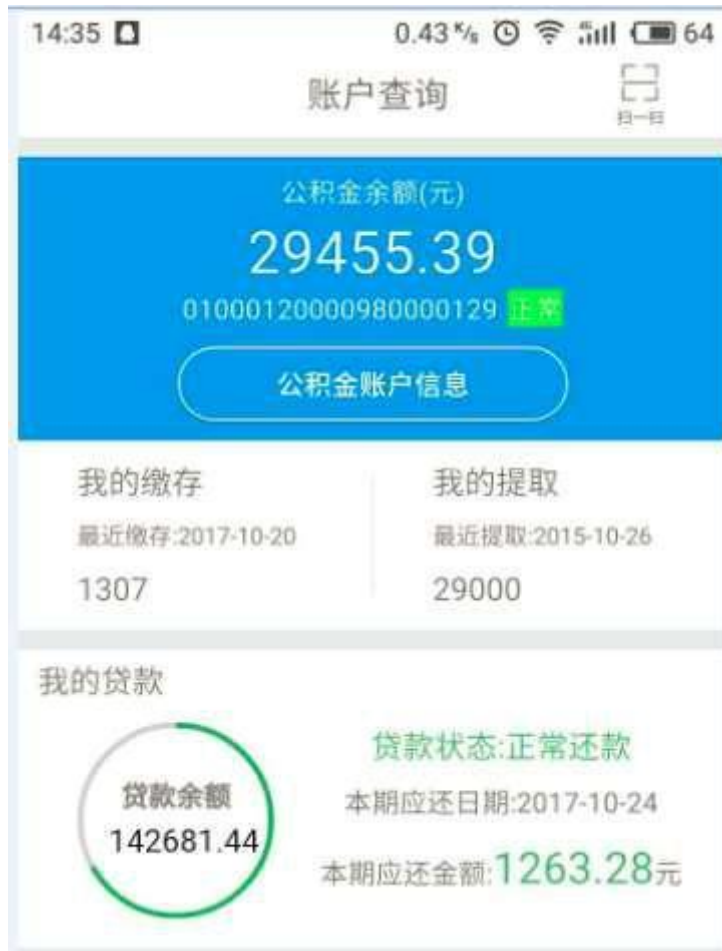 14:35 0.43 K/s 4G 64
账户查询
扫一扫
公积金余额(元)
29455.39
01000120000980000129 正常
公积金账户信息
我的缴存 我的提取
最近缴存:2017-10-20 最近提取:2015-10-26
1307 29000
我的贷款
贷款状态:正常还款
贷款余额
本期应还日期:2017-10-24
142681.44
本期应还金额:1263.28元